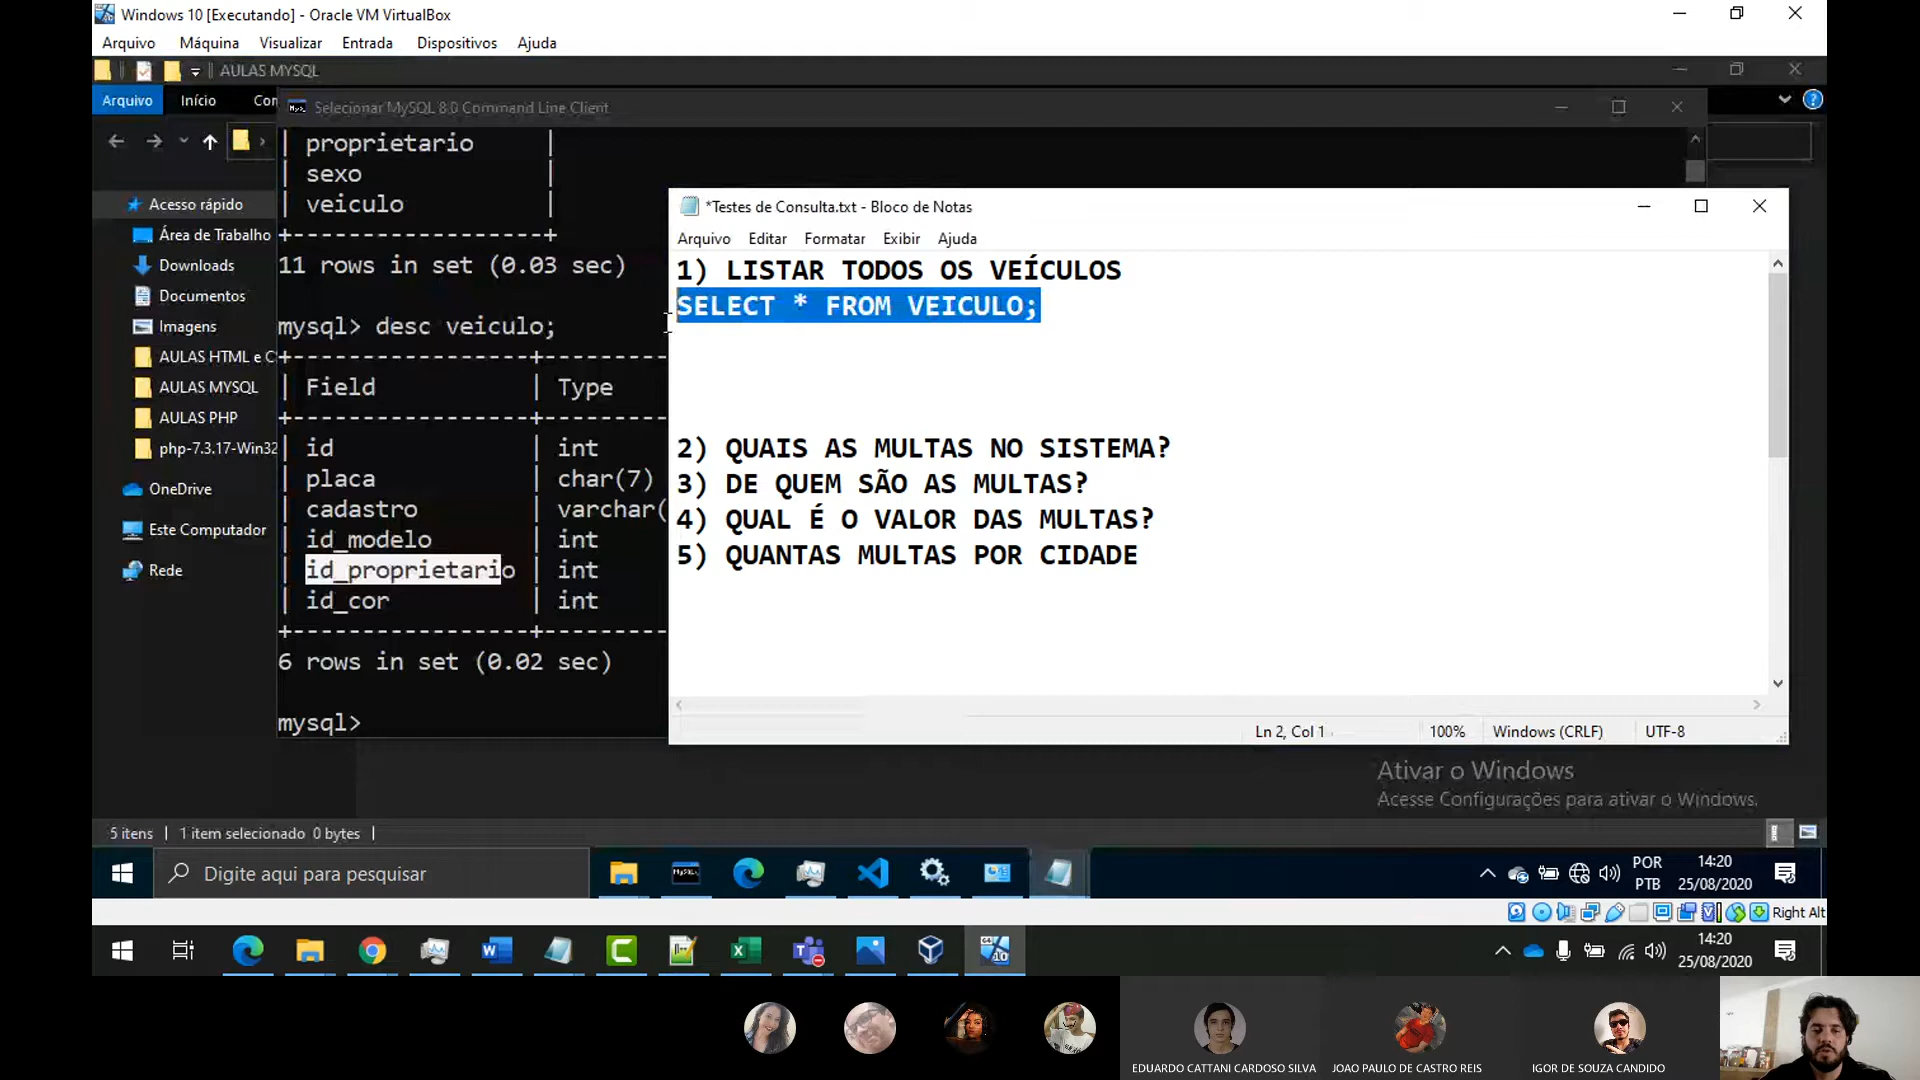 Windows 10 [Executando] - Oracle VM VirtualBox
Arquivo Máquina Visualizar Entrada Dispositivos Ajuda
AULAS MYSQL
Arquivo Início Con
Selecionar MySQL 8.0 Command Line Client
| proprietario |
| sexo |
| veiculo |
+-------------------+
11 rows in set (0.03 sec)
mysql> desc veiculo;
| Field | Type
| id | int
| placa | char(7)
| cadastro | varchar(
| id_modelo | int
| id_proprietario | int
| id_cor | int
6 rows in set (0.02 sec)
mysql>
Acesso rápido
Área de Trabalho
Downloads
Documentos
Imagens
AULAS HTML e C
AULAS MYSQL
AULAS PHP
php-7.3.17-Win32
OneDrive
Este Computador
Rede
*Testes de Consulta.txt - Bloco de Notas
Arquivo Editar Formatar Exibir Ajuda
1) LISTAR TODOS OS VEÍCULOS
SELECT * FROM VEICULO;
2) QUAIS AS MULTAS NO SISTEMA?
3) DE QUEM SÃO AS MULTAS?
4) QUAL É O VALOR DAS MULTAS?
5) QUANTAS MULTAS POR CIDADE
Ln 2, Col 1 100% Windows (CRLF) UTF-8
Ativar o Windows
Acesse Configurações para ativar o Windows.
5 itens 1 item selecionado 0 bytes
Digite aqui para pesquisar
POR
PTB
14:20
25/08/2020
Right Alt
14:20
25/08/2020
EDUARDO CATTANI CARDOSO SILVA JOAO PAULO DE CASTRO REIS IGOR DE SOUZA CANDIDO